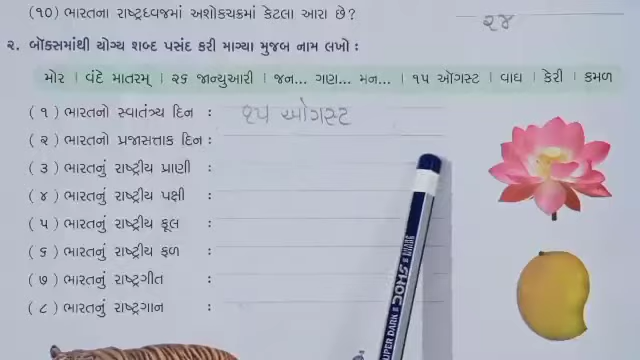 (૧૦) ભારતના રાષ્ટ્રધ્વજમાં અશોકચક્રમાં કેટલા આરા છે? ૨૪
૨. બૉક્સમાંથી યોગ્ય શબ્દ પસંદ કરી માગ્યા મુજબ નામ લખો :
મોર | વંદે માતરમ્ | ૨૬ જાન્યુઆરી | જન... ગણ... મન... | ૧૫ ઑગસ્ટ | વાઘ | કેરી | કમળ
(૧) ભારતનો સ્વાતંત્ર્ય દિન : ૧૫ ઓગસ્ટ
(૨) ભારતનો પ્રજાસત્તાક દિન :
(૩) ભારતનું રાષ્ટ્રીય પ્રાણી :
(૪) ભારતનું રાષ્ટ્રીય પક્ષી :
(૫) ભારતનું રાષ્ટ્રીય ફૂલ :
(૬) ભારતનું રાષ્ટ્રીય ફળ :
(૭) ભારતનું રાષ્ટ્રગીત :
(૮) ભારતનું રાષ્ટ્રગાન :
SUPER DARK DOMS